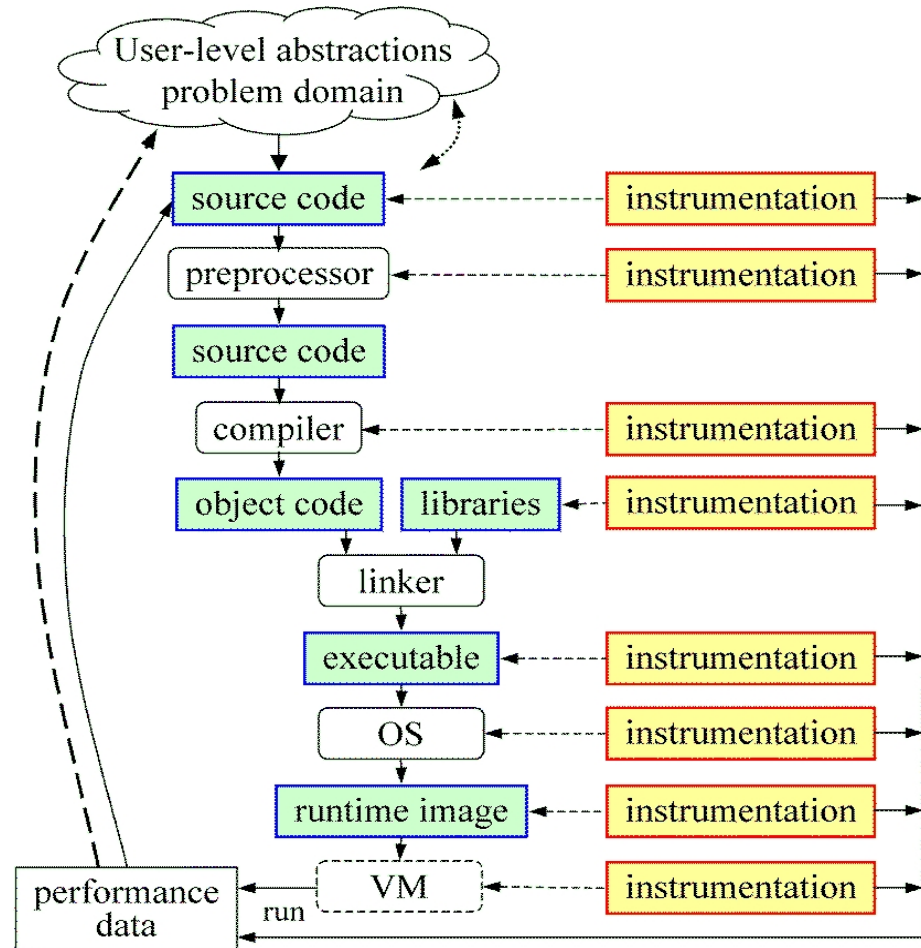 User-level abstractions
problem domain
source code
instrumentation
preprocessor
instrumentation
source code
compiler
instrumentation
object code
libraries
instrumentation
linker
executable
instrumentation
OS
instrumentation
runtime image
instrumentation
VM
instrumentation
performance
data
run